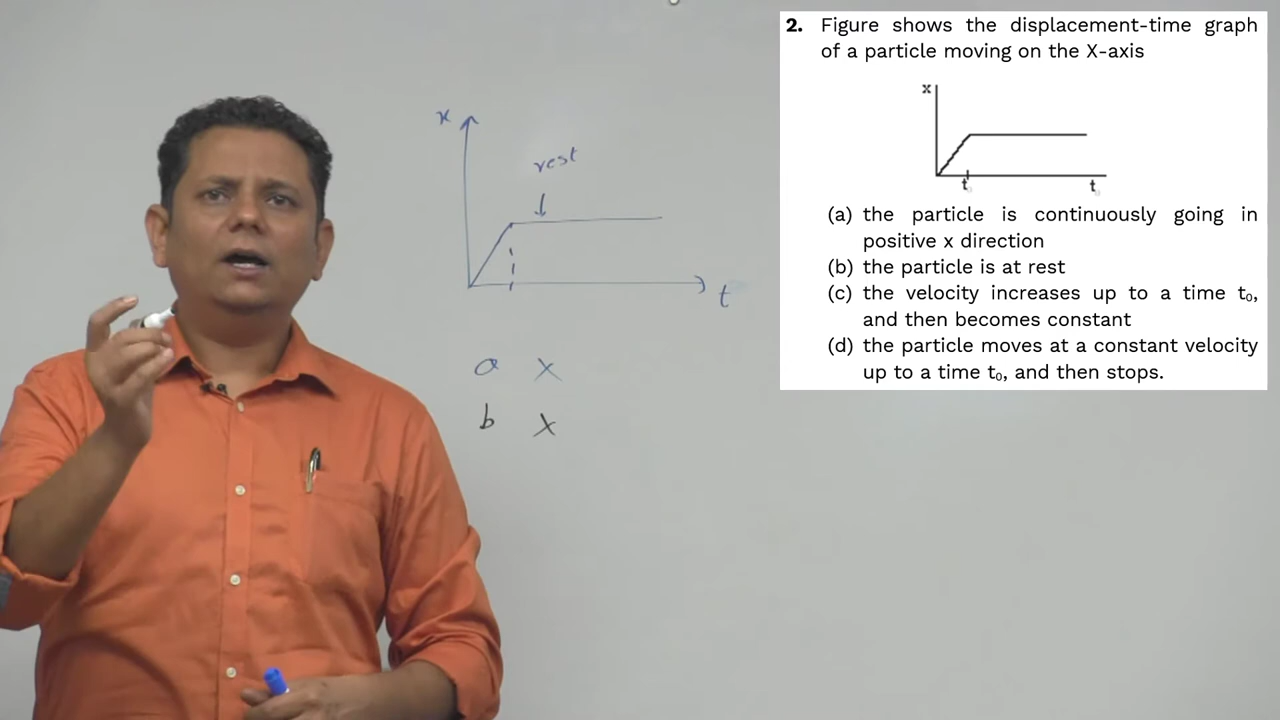 2. Figure shows the displacement-time graph
of a particle moving on the X-axis
x
t₀
t₀
(a) the particle is continuously going in
positive x direction
(b) the particle is at rest
(c) the velocity increases up to a time t₀,
and then becomes constant
(d) the particle moves at a constant velocity
up to a time t₀, and then stops.
x
rest
t
a X
b X